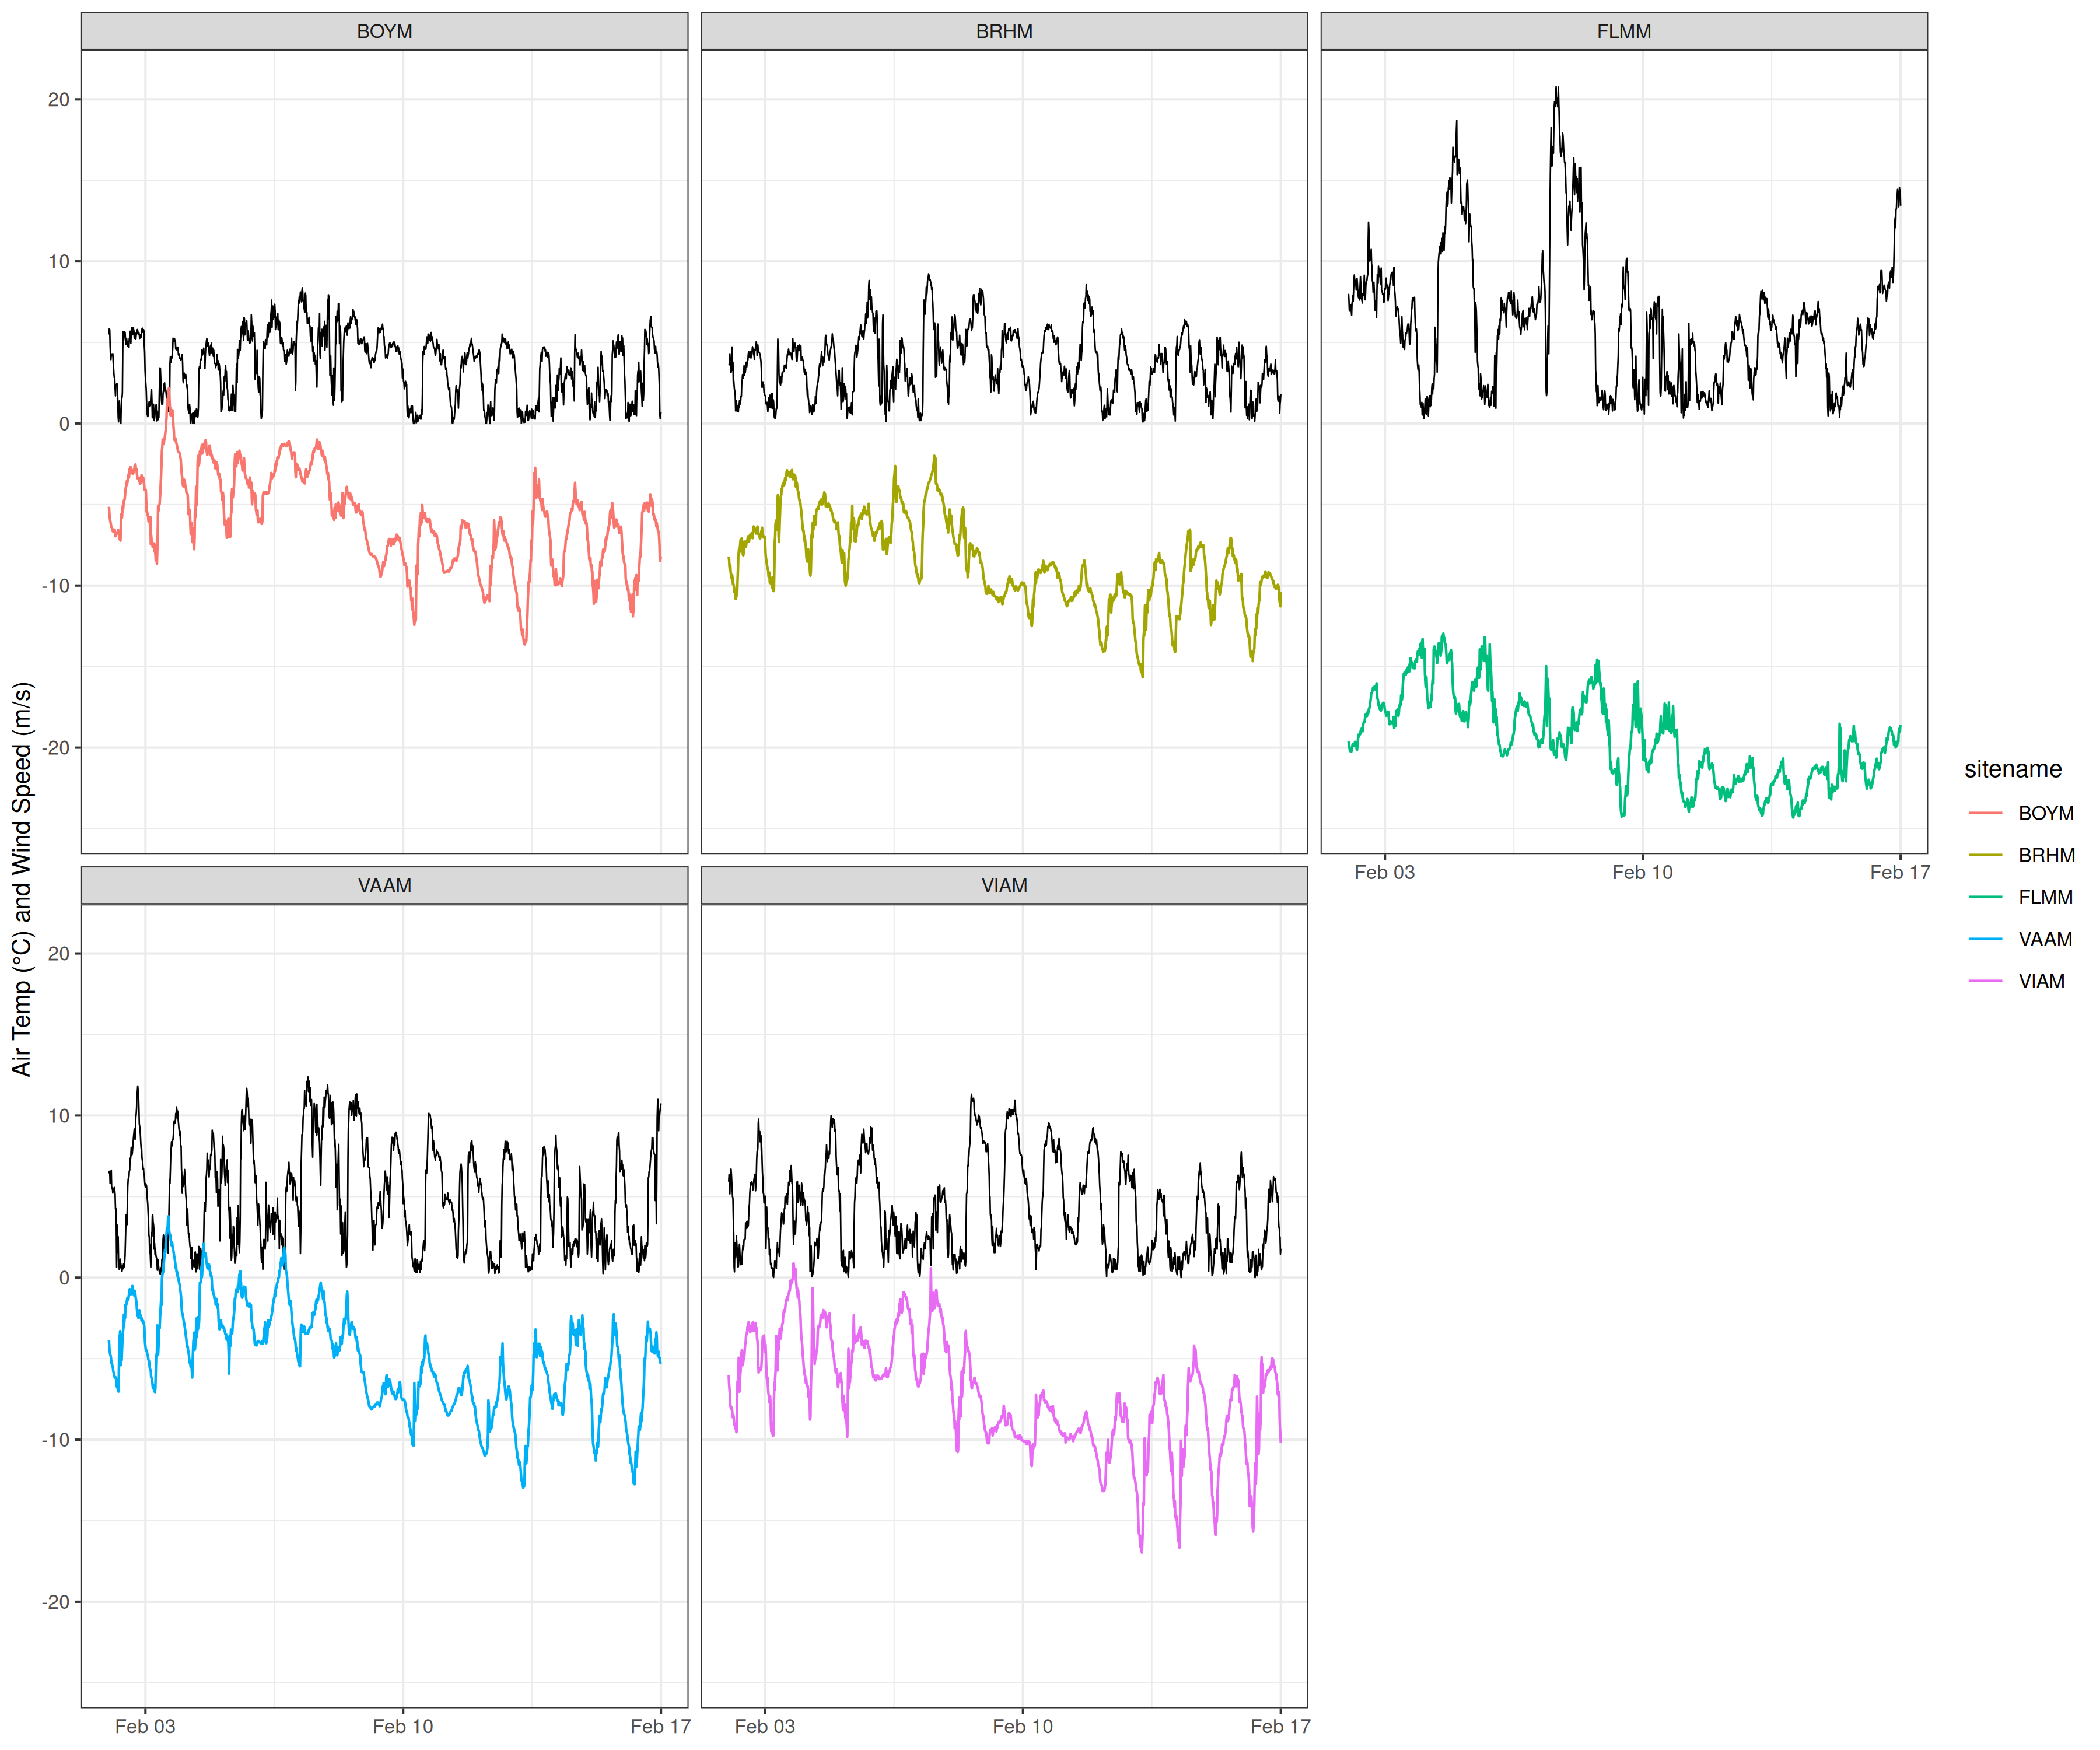 BOYM
BRHM
FLMM
20
10
0
-10
-20
Feb 03
Feb 10
Feb 17
VAAM
VIAM
20
10
0
-10
-20
Feb 03
Feb 10
Feb 17
Feb 03
Feb 10
Feb 17
Air Temp (°C) and Wind Speed (m/s)
sitename
BOYM
BRHM
FLMM
VAAM
VIAM